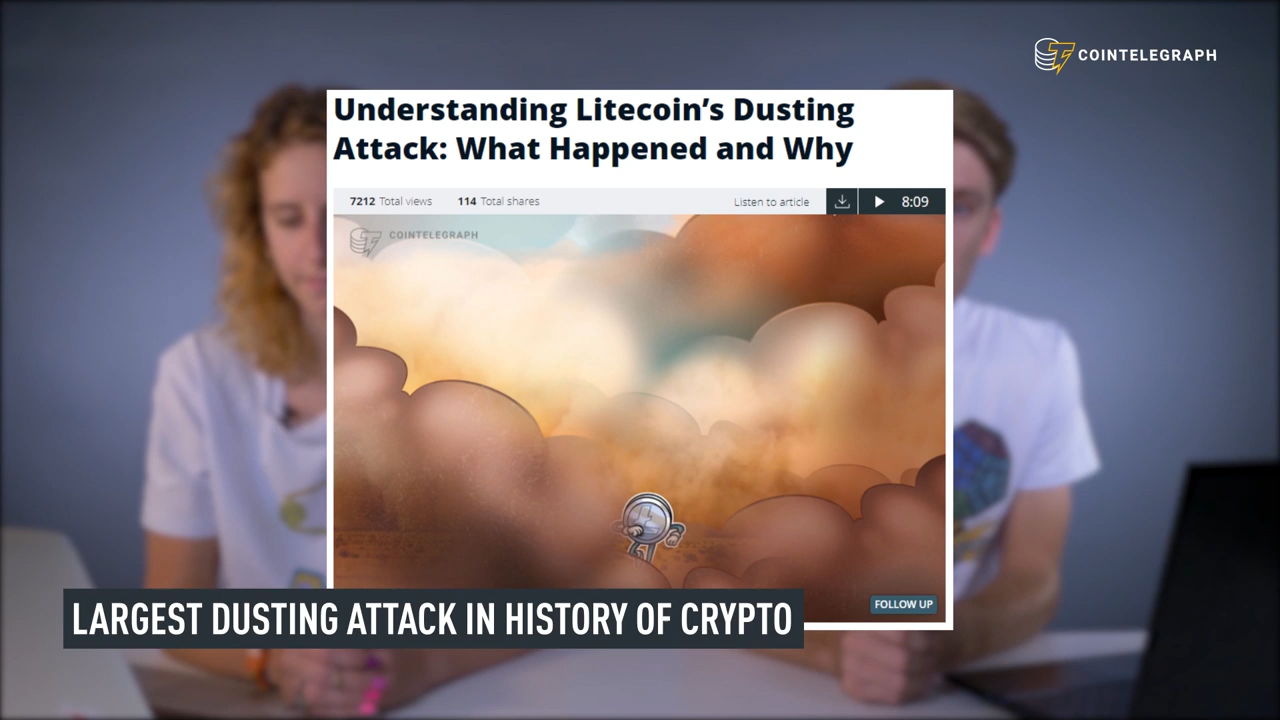 COINTELEGRAPH
Understanding Litecoin’s Dusting
Attack: What Happened and Why
7212 Total views 114 Total shares Listen to article 8:09
COINTELEGRAPH
FOLLOW UP
LARGEST DUSTING ATTACK IN HISTORY OF CRYPTO